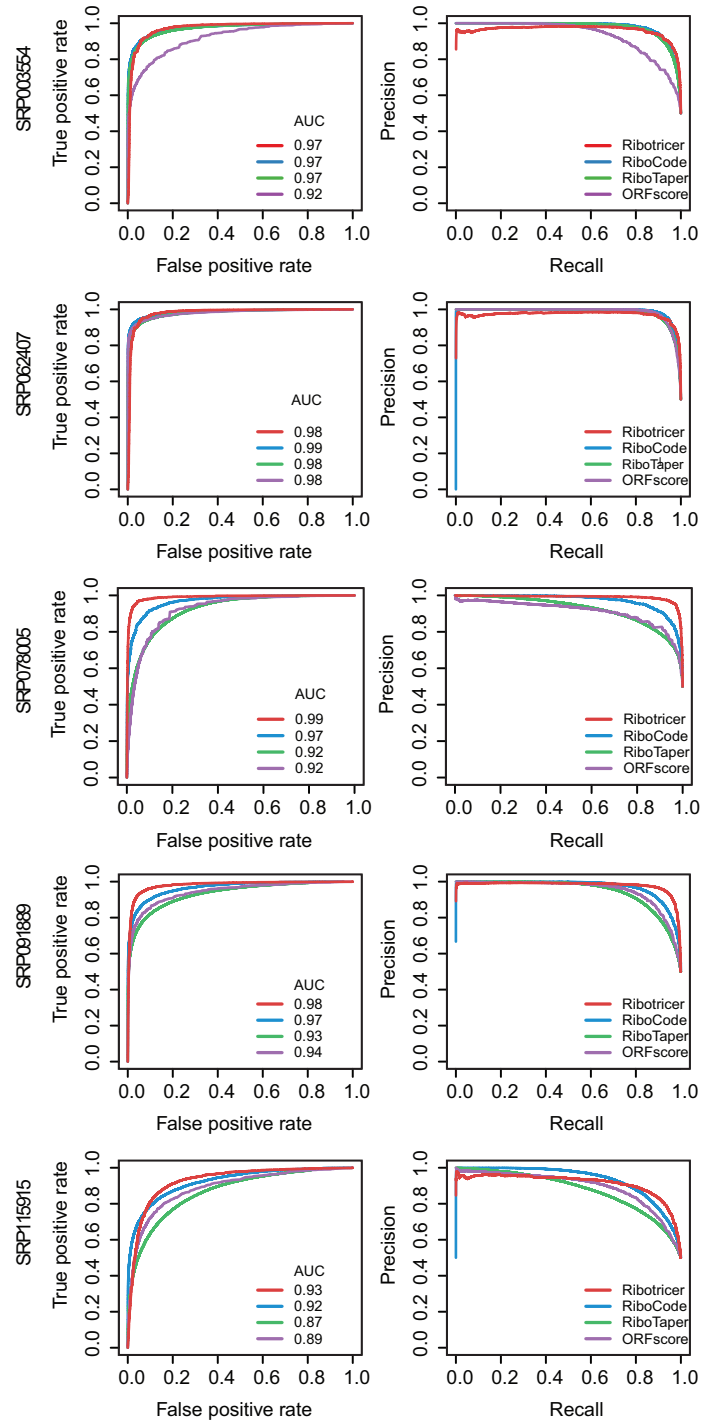 SRP003554
True positive rate
0.0 0.2 0.4 0.6 0.8 1.0
AUC
0.97
0.97
0.97
0.92
0.0 0.2 0.4 0.6 0.8 1.0
False positive rate
Precision
0.0 0.2 0.4 0.6 0.8 1.0
Ribotricer
RiboCode
RiboTaper
ORFscore
0.0 0.2 0.4 0.6 0.8 1.0
Recall
SRP062407
True positive rate
0.0 0.2 0.4 0.6 0.8 1.0
AUC
0.98
0.99
0.98
0.98
0.0 0.2 0.4 0.6 0.8 1.0
False positive rate
Precision
0.0 0.2 0.4 0.6 0.8 1.0
Ribotricer
RiboCode
RiboTaper
ORFscore
0.0 0.2 0.4 0.6 0.8 1.0
Recall
SRP078005
True positive rate
0.0 0.2 0.4 0.6 0.8 1.0
AUC
0.99
0.97
0.92
0.92
0.0 0.2 0.4 0.6 0.8 1.0
False positive rate
Precision
0.0 0.2 0.4 0.6 0.8 1.0
Ribotricer
RiboCode
RiboTaper
ORFscore
0.0 0.2 0.4 0.6 0.8 1.0
Recall
SRP091889
True positive rate
0.0 0.2 0.4 0.6 0.8 1.0
AUC
0.98
0.97
0.93
0.94
0.0 0.2 0.4 0.6 0.8 1.0
False positive rate
Precision
0.0 0.2 0.4 0.6 0.8 1.0
Ribotricer
RiboCode
RiboTaper
ORFscore
0.0 0.2 0.4 0.6 0.8 1.0
Recall
SRP115915
True positive rate
0.0 0.2 0.4 0.6 0.8 1.0
AUC
0.93
0.92
0.87
0.89
0.0 0.2 0.4 0.6 0.8 1.0
False positive rate
Precision
0.0 0.2 0.4 0.6 0.8 1.0
Ribotricer
RiboCode
RiboTaper
ORFscore
0.0 0.2 0.4 0.6 0.8 1.0
Recall